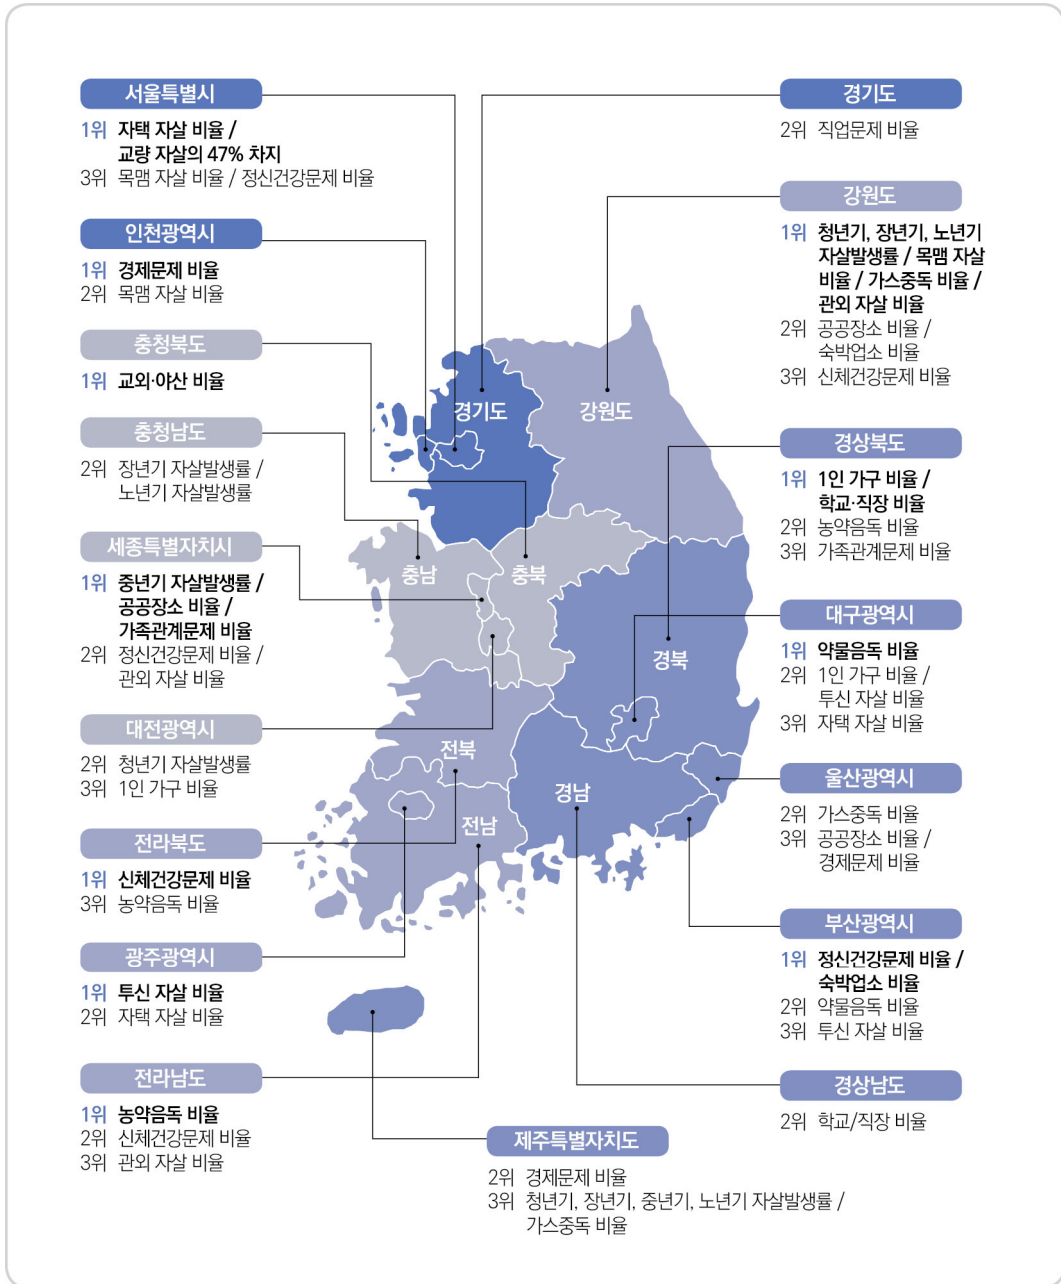 서울특별시
1위 자택 자살 비율 /
교량 자살의 47% 차지
3위 목맴 자살 비율 / 정신건강문제 비율
인천광역시
1위 경제문제 비율
2위 목맴 자살 비율
충청북도
1위 교외·야산 비율
충청남도
2위 장년기 자살발생률 /
노년기 자살발생률
세종특별자치시
1위 중년기 자살발생률 /
공공장소 비율 /
가족관계문제 비율
2위 정신건강문제 비율 /
관외 자살 비율
대전광역시
2위 청년기 자살발생률
3위 1인 가구 비율
전라북도
1위 신체건강문제 비율
3위 농약음독 비율
광주광역시
1위 투신 자살 비율
2위 자택 자살 비율
전라남도
1위 농약음독 비율
2위 신체건강문제 비율
3위 관외 자살 비율
경기도
강원도
충남
충북
경북
전북
경남
전남
경기도
2위 직업문제 비율
강원도
1위 청년기, 장년기, 노년기
자살발생률 / 목맴 자살
비율 / 가스중독 비율 /
관외 자살 비율
2위 공공장소 비율 /
숙박업소 비율
3위 신체건강문제 비율
경상북도
1위 1인 가구 비율 /
학교·직장 비율
2위 농약음독 비율
3위 가족관계문제 비율
대구광역시
1위 약물음독 비율
2위 1인 가구 비율 /
투신 자살 비율
3위 자택 자살 비율
울산광역시
2위 가스중독 비율
3위 공공장소 비율 /
경제문제 비율
부산광역시
1위 정신건강문제 비율 /
숙박업소 비율
2위 약물음독 비율
3위 투신 자살 비율
경상남도
2위 학교/직장 비율
제주특별자치도
2위 경제문제 비율
3위 청년기, 장년기, 중년기, 노년기 자살발생률 /
가스중독 비율